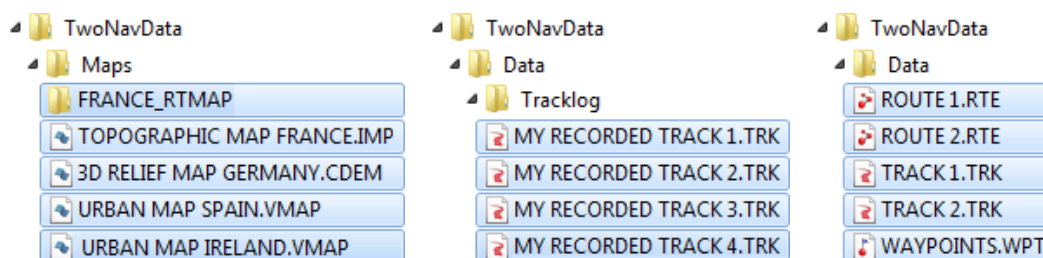 TwoNavData
Maps
FRANCE_RTMAP
TOPOGRAPHIC MAP FRANCE.IMP
3D RELIEF MAP GERMANY.CDEM
URBAN MAP SPAIN.VMAP
URBAN MAP IRELAND.VMAP
TwoNavData
Data
Tracklog
MY RECORDED TRACK 1.TRK
MY RECORDED TRACK 2.TRK
MY RECORDED TRACK 3.TRK
MY RECORDED TRACK 4.TRK
TwoNavData
Data
ROUTE 1.RTE
ROUTE 2.RTE
TRACK 1.TRK
TRACK 2.TRK
WAYPOINTS.WPT